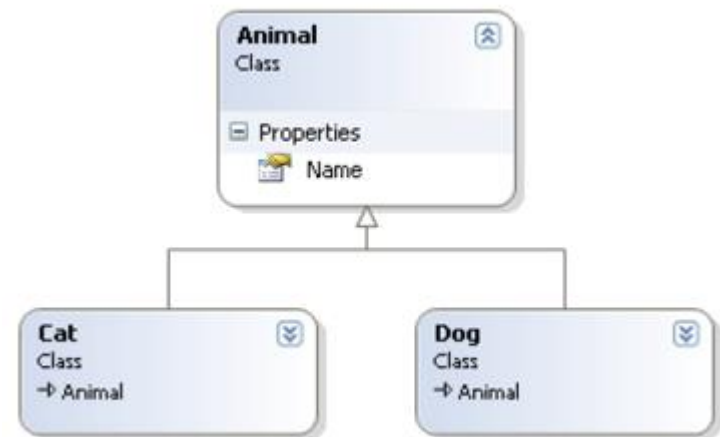 Animal
Class
Properties
Name
Cat
Class
Animal
Dog
Class
Animal